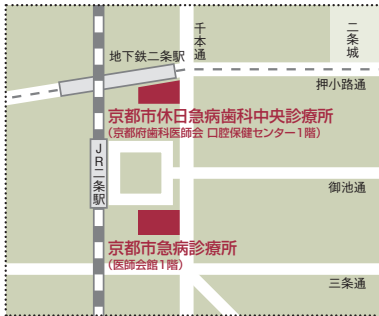 千本通
二条城
地下鉄二条駅
押小路通
京都市休日急病歯科中央診療所
（京都府歯科医師会 口腔保健センター1階）
JR二条駅
御池通
京都市急病診療所
（医師会館1階）
三条通